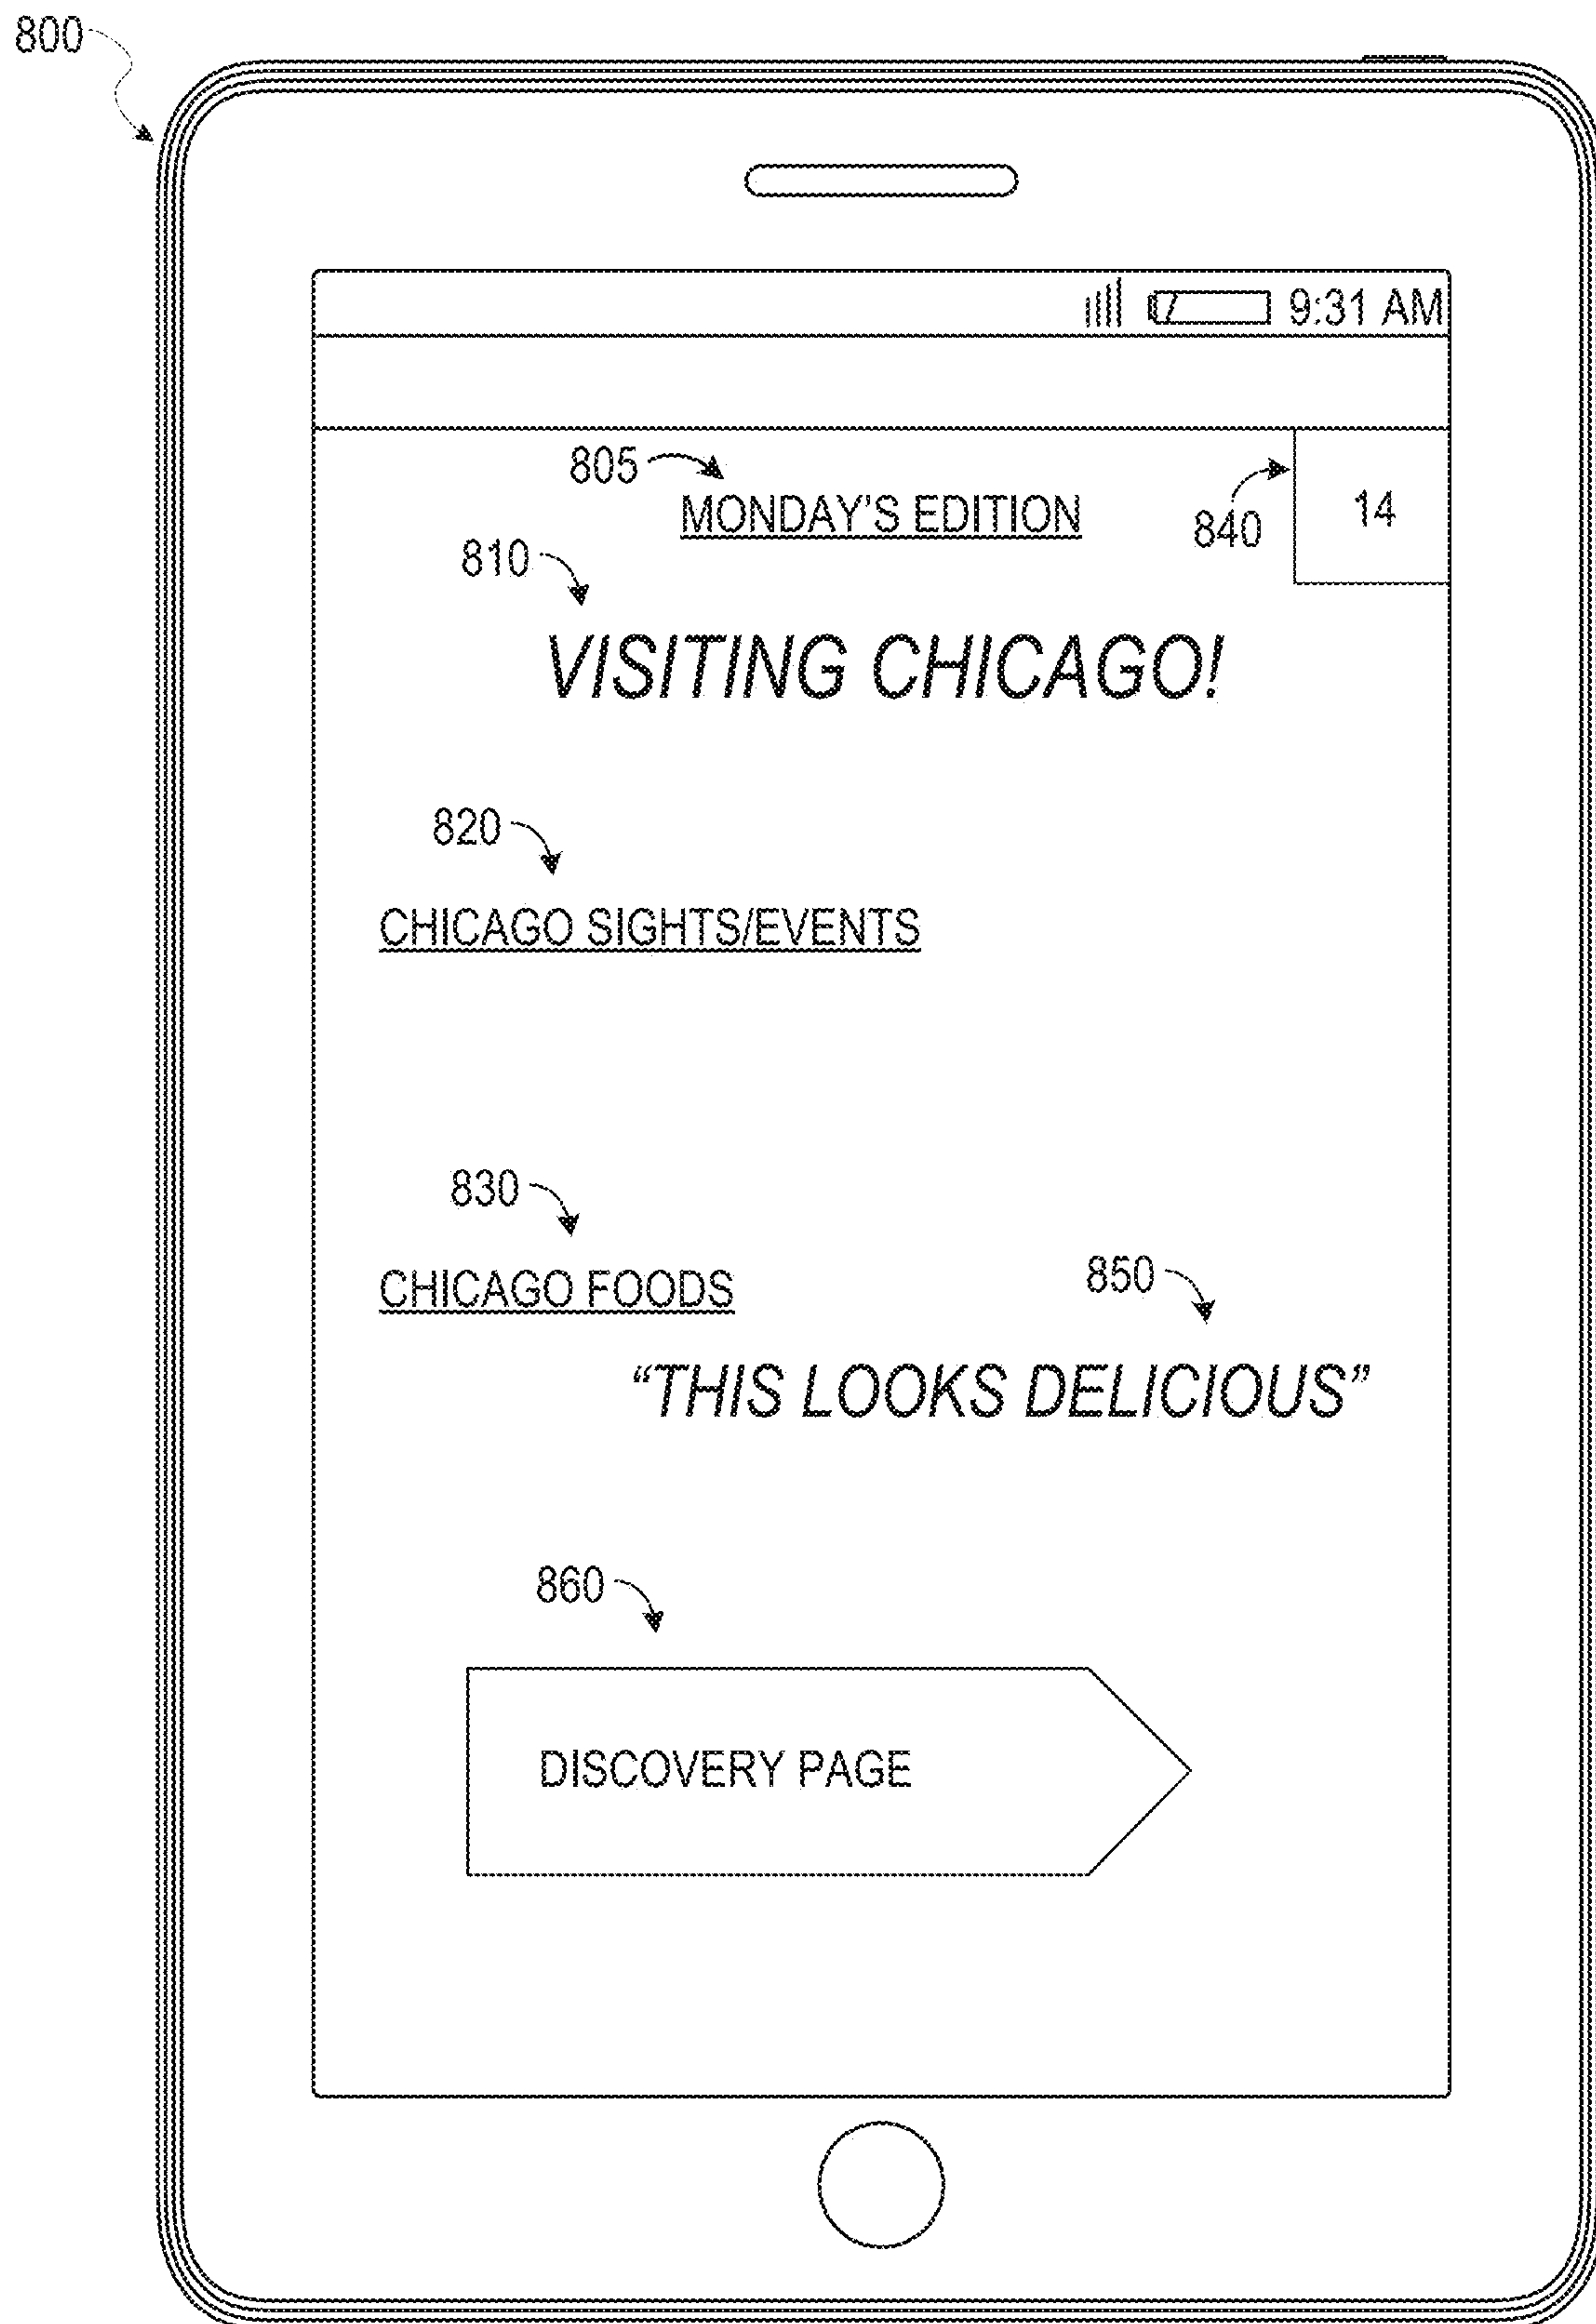 800
9:31 AM
805
MONDAY'S EDITION
840
14
810
VISITING CHICAGO!
820
CHICAGO SIGHTS/EVENTS
830
CHICAGO FOODS
850
“THIS LOOKS DELICIOUS”
860
DISCOVERY PAGE